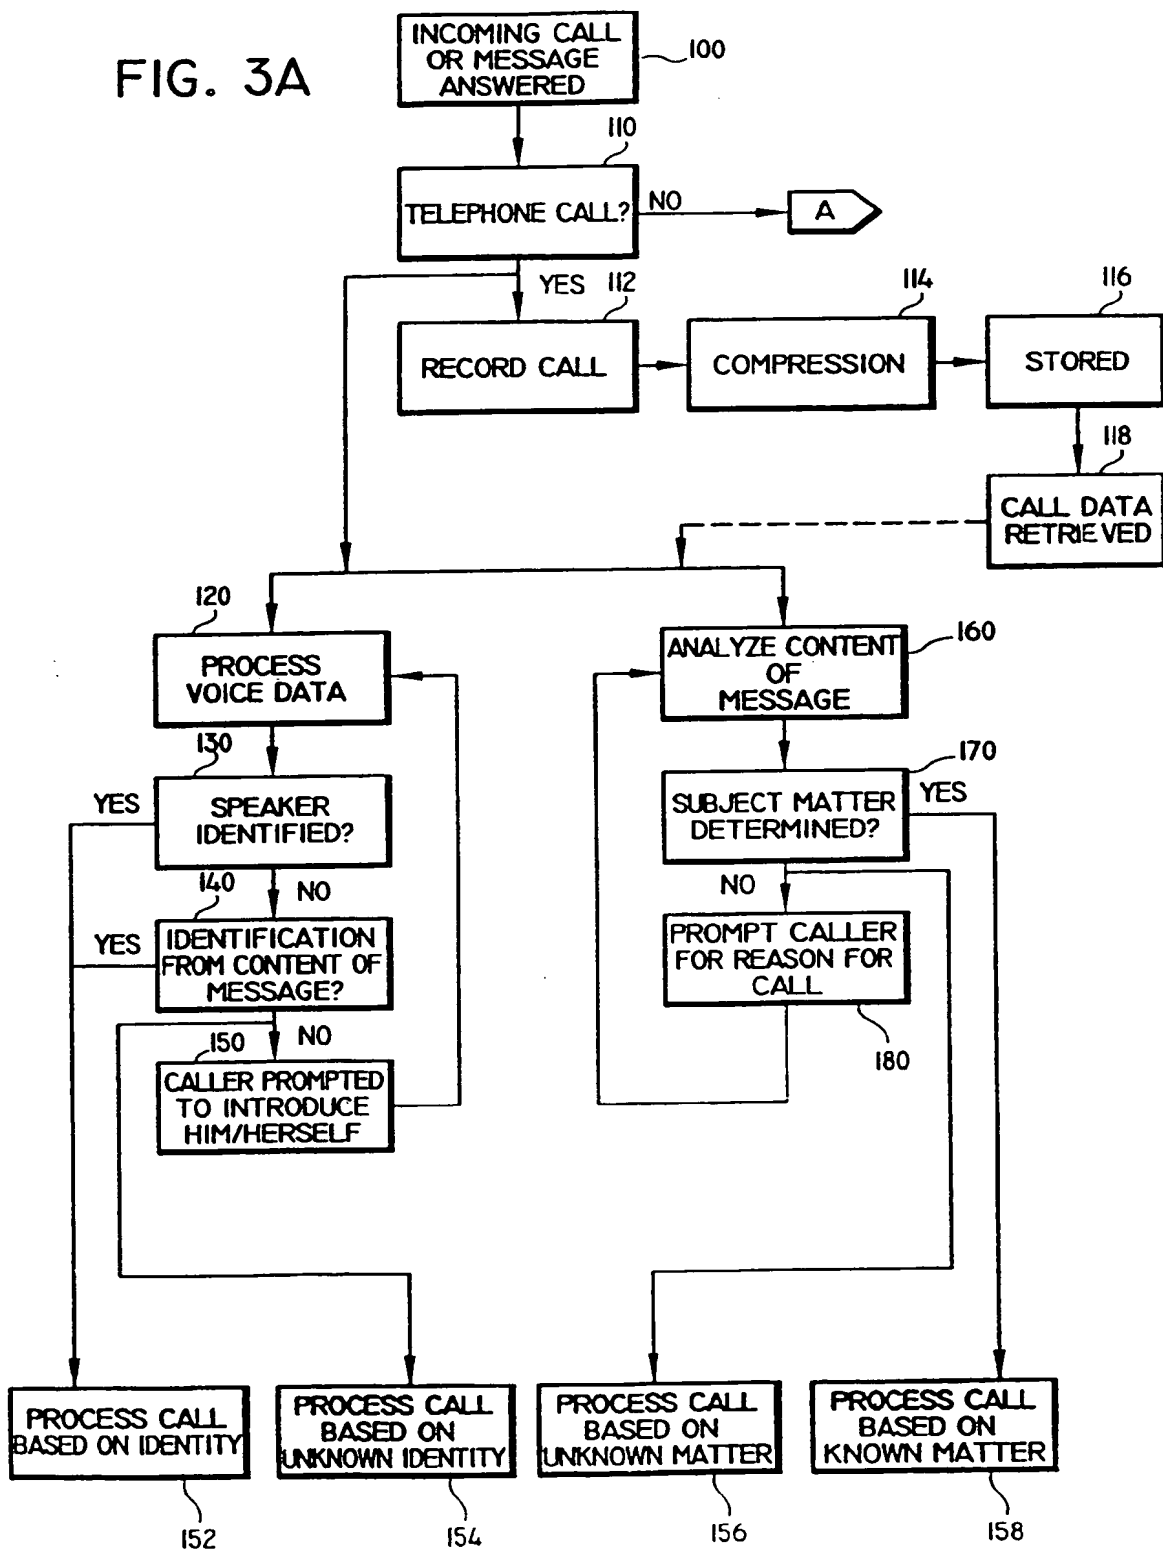 FIG. 3A
INCOMING CALL
OR MESSAGE
ANSWERED
100
110
TELEPHONE CALL?
NO
A
YES
112
RECORD CALL
114
COMPRESSION
116
STORED
118
CALL DATA
RETRIEVED
120
PROCESS
VOICE DATA
130
YES
SPEAKER
IDENTIFIED?
NO
140
YES
IDENTIFICATION
FROM CONTENT OF
MESSAGE?
NO
150
CALLER PROMPTED
TO INTRODUCE
HIM/HERSELF
160
ANALYZE CONTENT
OF
MESSAGE
170
SUBJECT MATTER
DETERMINED?
YES
NO
PROMPT CALLER
FOR REASON FOR
CALL
180
PROCESS CALL
BASED ON IDENTITY
152
PROCESS CALL
BASED ON
UNKNOWN IDENTITY
154
PROCESS CALL
BASED ON
UNKNOWN MATTER
156
PROCESS CALL
BASED ON
KNOWN MATTER
158